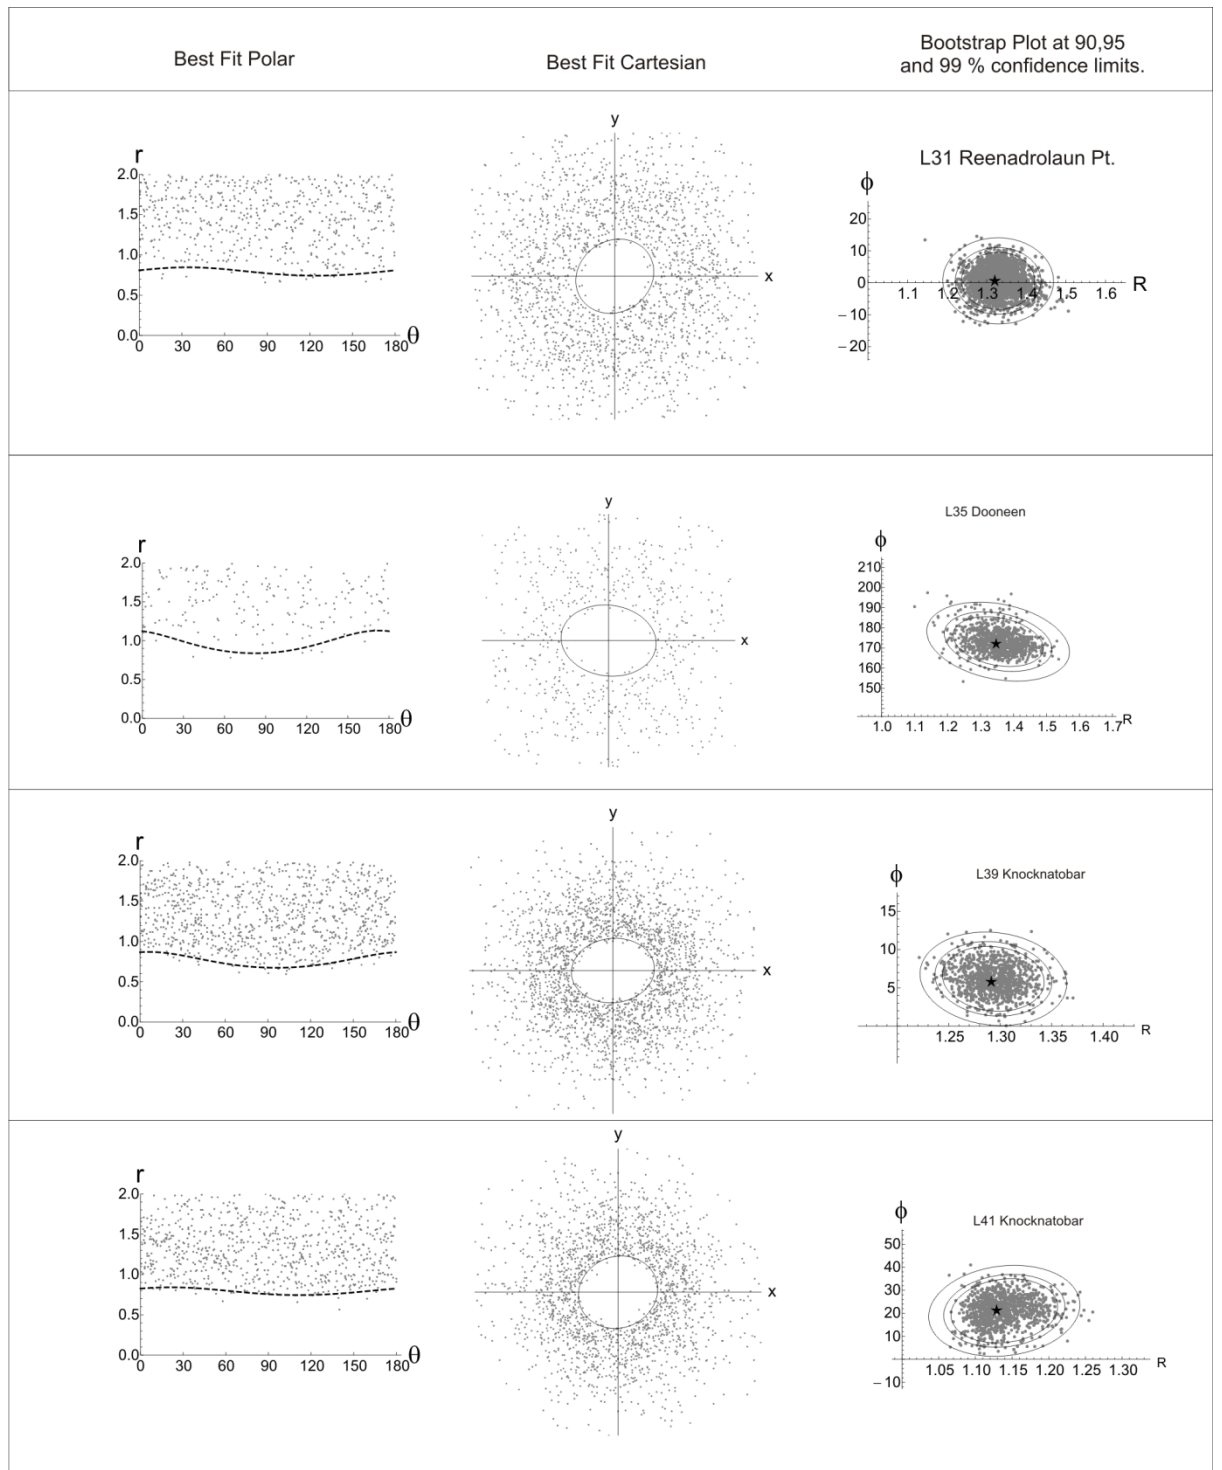 Best Fit Polar
Best Fit Cartesian
Bootstrap Plot at 90,95
and 99 % confidence limits.
r
2.0
1.5
1.0
0.5
0.0
0 30 60 90 120 150 180
θ
y
x
L31 Reenadrolaun Pt.
ϕ
20
10
0
−10
−20
1.1 1.2 1.3 1.4 1.5 1.6
R
r
2.0
1.5
1.0
0.5
0.0
0 30 60 90 120 150 180
θ
y
x
L35 Dooneen
ϕ
210
200
190
180
170
160
150
1.0 1.1 1.2 1.3 1.4 1.5 1.6 1.7
R
r
2.0
1.5
1.0
0.5
0.0
0 30 60 90 120 150 180
θ
y
x
L39 Knocknatobar
ϕ
15
10
5
1.25 1.30 1.35 1.40
R
r
2.0
1.5
1.0
0.5
0.0
0 30 60 90 120 150 180
θ
y
x
L41 Knocknatobar
ϕ
50
40
30
20
10
−10
1.05 1.10 1.15 1.20 1.25 1.30
R